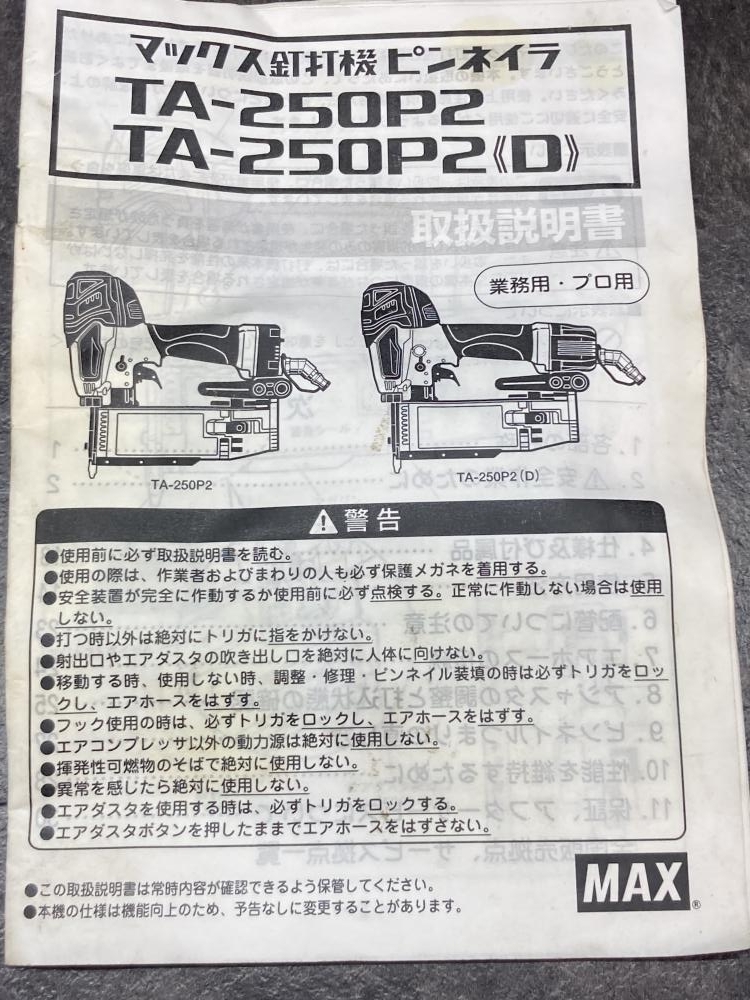 マックス釘打機 ピンネイラ
TA-250P2
TA-250P2《D》
取扱説明書
業務用・プロ用
TA-250P2
TA-250P2(D)
⚠警告
●使用前に必ず取扱説明書を読む。
●使用の際は、作業者およびまわりの人も必ず保護メガネを着用する。
●安全装置が完全に作動するか使用前に必ず点検する。正常に作動しない場合は使用
しない。
●打つ時以外は絶対にトリガに指をかけない。
●射出口やエアダスタの吹き出し口を絶対に人体に向けない。
●移動する時、使用しない時、調整・修理・ピンネイル装填の時は必ずトリガをロッ
クし、エアホースをはずす。
●フック使用の時は、必ずトリガをロックし、エアホースをはずす。
●エアコンプレッサ以外の動力源は絶対に使用しない。
●揮発性可燃物のそばで絶対に使用しない。
●異常を感じたら絶対に使用しない。
●エアダスタを使用する時は、必ずトリガをロックする。
●エアダスタボタンを押したままでエアホースをはずさない。
●この取扱説明書は常時内容が確認できるよう保管してください。
●本機の仕様は機能向上のため、予告なしに変更することがあります。
MAX®